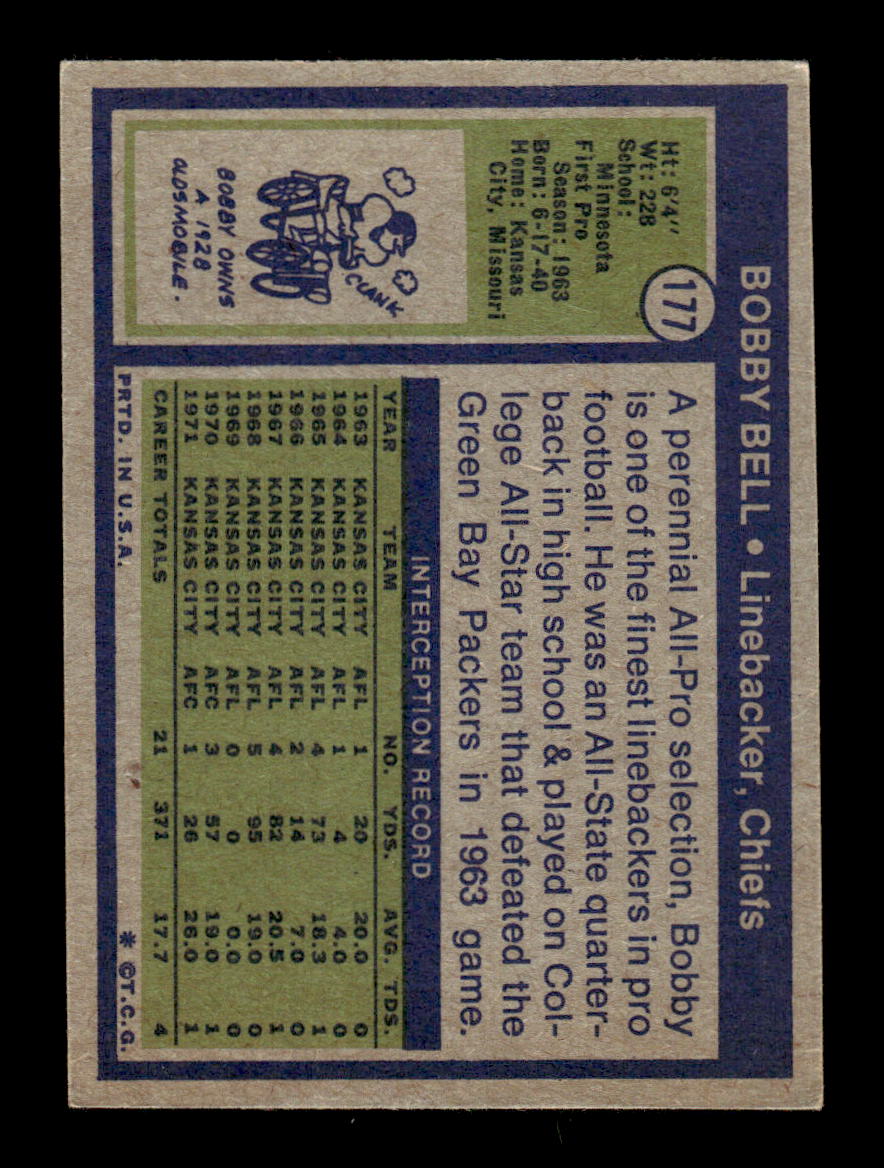 BOBBY BELL • Linebacker, Chiefs
177
Ht: 6'4"
Wt: 228
School:
Minnesota
First Pro
Season: 1963
Born: 6-17-40
Home: Kansas
City, Missouri
CLANK
BOBBY OWNS
A 1928
OLDSMOBILE.
A perennial All-Pro selection, Bobby
is one of the finest linebackers in pro
football. He was an All-State quarter-
back in high school & played on Col-
lege All-Star team that defeated the
Green Bay Packers in 1963 game.
INTERCEPTION RECORD
YEAR TEAM NO. YDS. AVG. TDS.
1963 KANSAS CITY AFL 1 20 20.0 0
1964 KANSAS CITY AFL 1 4 4.0 0
1965 KANSAS CITY AFL 4 73 18.3 1
1966 KANSAS CITY AFL 2 14 7.0 0
1967 KANSAS CITY AFL 4 82 20.5 1
1968 KANSAS CITY AFL 5 95 19.0 0
1969 KANSAS CITY AFL 0 0 0.0 0
1970 KANSAS CITY AFC 3 57 19.0 1
1971 KANSAS CITY AFC 1 26 26.0 1
CAREER TOTALS 21 371 17.7 4
PRTD. IN U.S.A. * ©T.C.G.